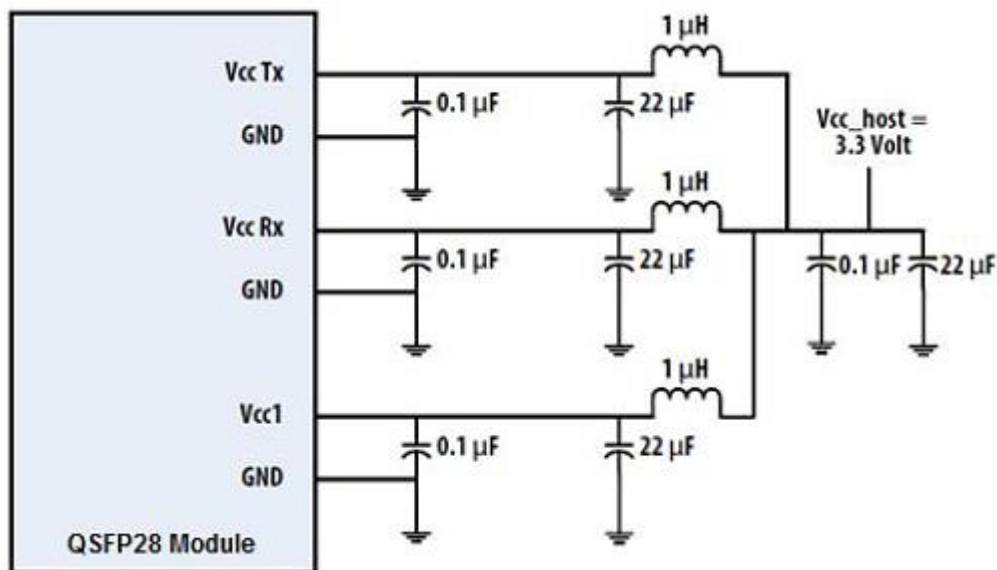 1 μH
Vcc Tx
0.1 μF
22 μF
GND
Vcc_host =
3.3 Volt
1 μH
Vcc Rx
0.1 μF
22 μF
0.1 μF
22 μF
GND
1 μH
Vcc1
0.1 μF
22 μF
GND
QSFP28 Module